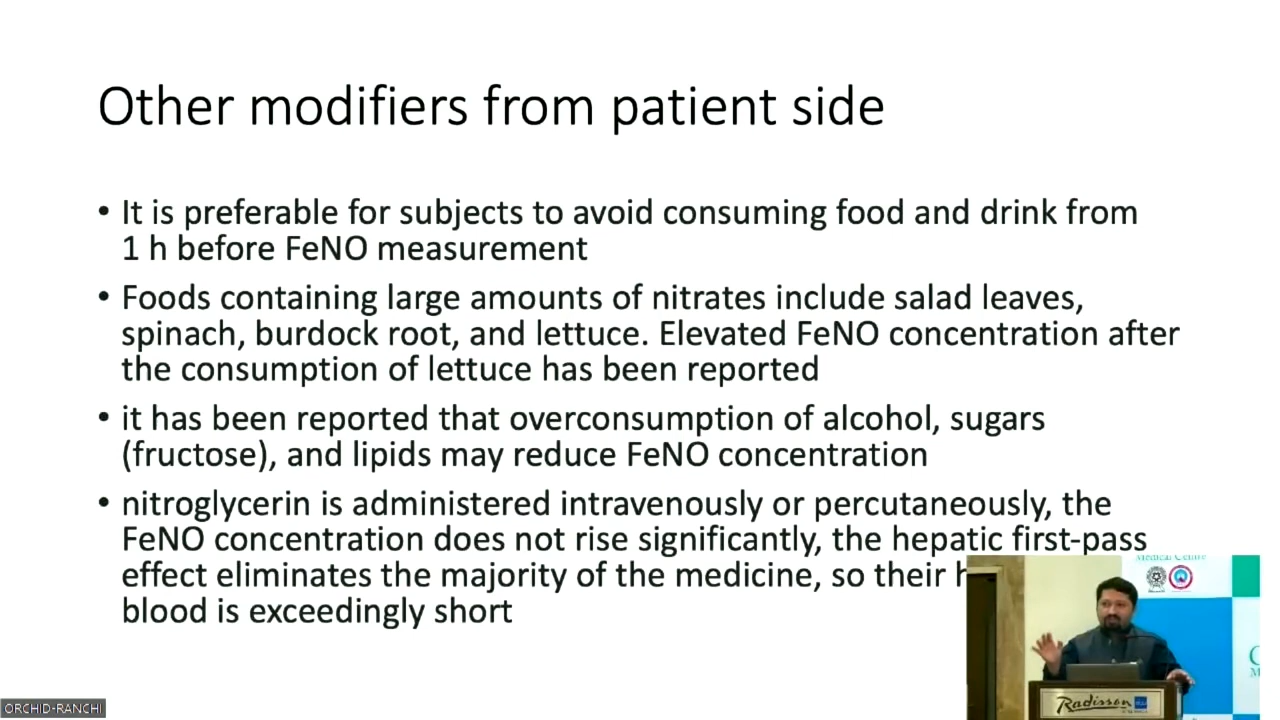 Other modifiers from patient side
• It is preferable for subjects to avoid consuming food and drink from
1 h before FeNO measurement
• Foods containing large amounts of nitrates include salad leaves,
spinach, burdock root, and lettuce. Elevated FeNO concentration after
the consumption of lettuce has been reported
• it has been reported that overconsumption of alcohol, sugars
(fructose), and lipids may reduce FeNO concentration
• nitroglycerin is administered intravenously or percutaneously, the
FeNO concentration does not rise significantly, the hepatic first-pass
effect eliminates the majority of the medicine, so their
blood is exceedingly short
Medical Centre
Radisson
ORCHID-RANCHI